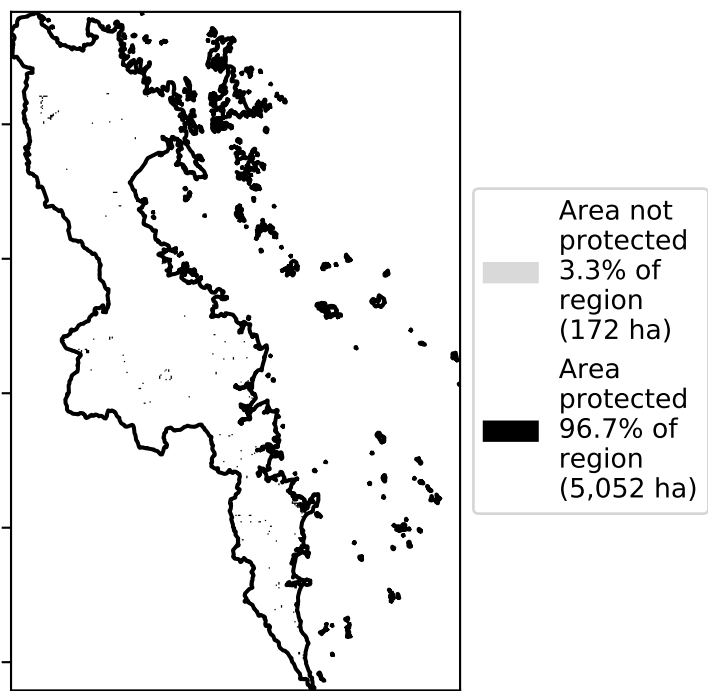 Area not
protected
3.3% of
region
(172 ha)
Area
protected
96.7% of
region
(5,052 ha)